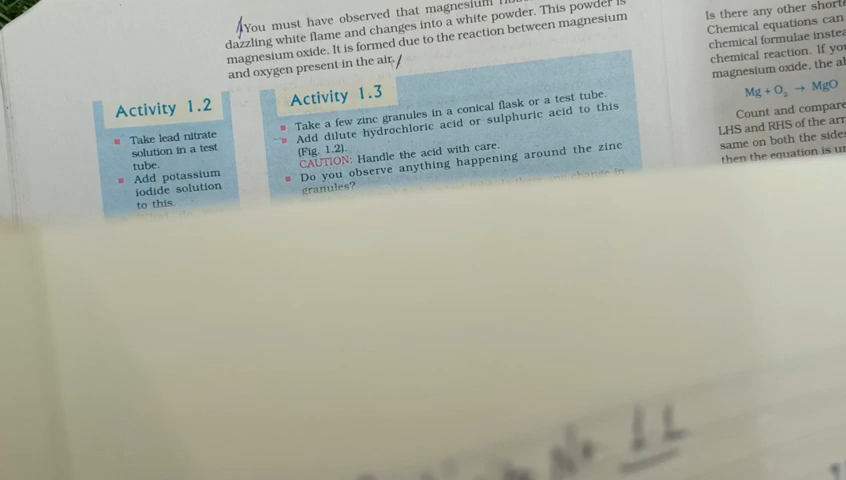 You must have observed that magnesium
dazzling white flame and changes into a white powder. This powder is
magnesium oxide. It is formed due to the reaction between magnesium
and oxygen present in the air.
Activity 1.2
Take lead nitrate
solution in a test
tube.
Add potassium
iodide solution
to this.
Activity 1.3
Take a few zinc granules in a conical flask or a test tube.
Add dilute hydrochloric acid or sulphuric acid to this
(Fig. 1.2).
CAUTION: Handle the acid with care.
Do you observe anything happening around the zinc
granules?
Is there any other
Chemical equations can
chemical formulae
chemical reaction. If
magnesium oxide, the
Mg + O₂ → MgO
Count and compare
LHS and RHS of the
same on both the
then the equation is
11